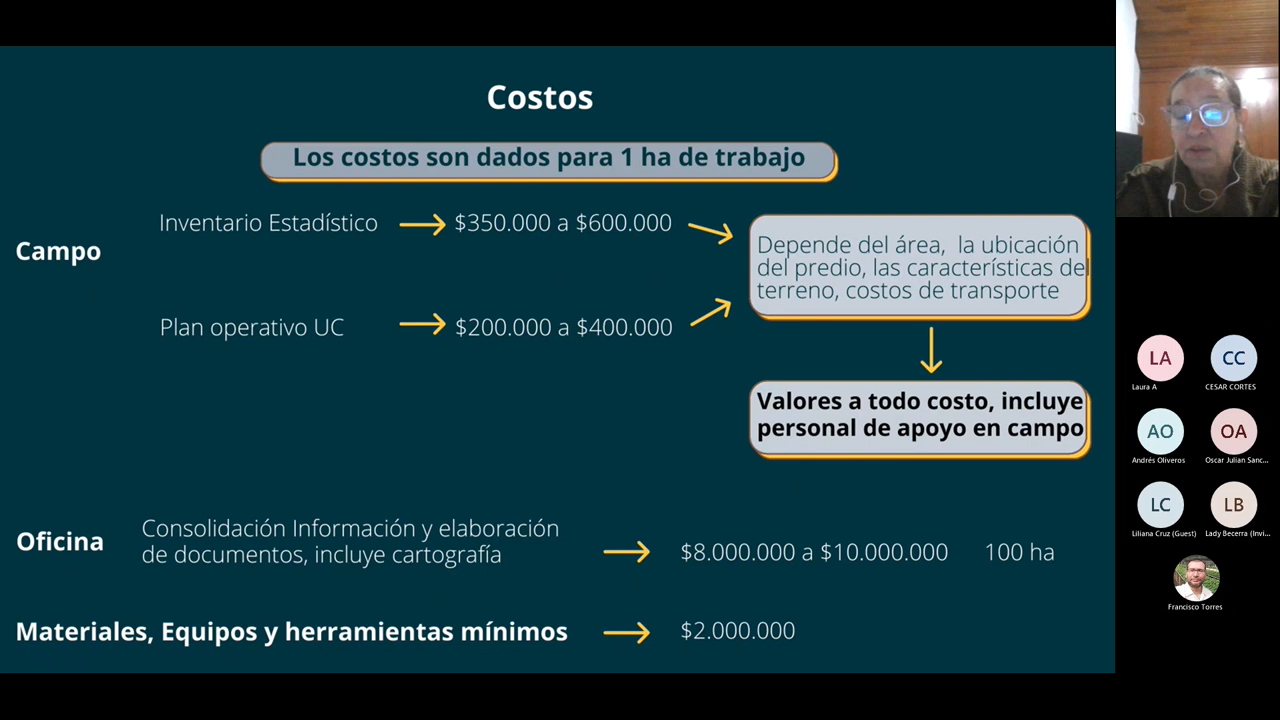 Costos
Los costos son dados para 1 ha de trabajo
Campo
Inventario Estadístico
$350.000 a $600.000
Plan operativo UC
$200.000 a $400.000
Depende del área, la ubicación
del predio, las características del
terreno, costos de transporte
Valores a todo costo, incluye
personal de apoyo en campo
Oficina
Consolidación Información y elaboración
de documentos, incluye cartografía
$8.000.000 a $10.000.000
100 ha
Materiales, Equipos y herramientas mínimos
$2.000.000
LA
Laura A
CC
CESAR CORTES
AO
Andrés Oliveros
OA
Oscar Julian Sanc...
LC
Liliana Cruz (Guest)
LB
Lady Becerra (Invi...
Francisco Torres